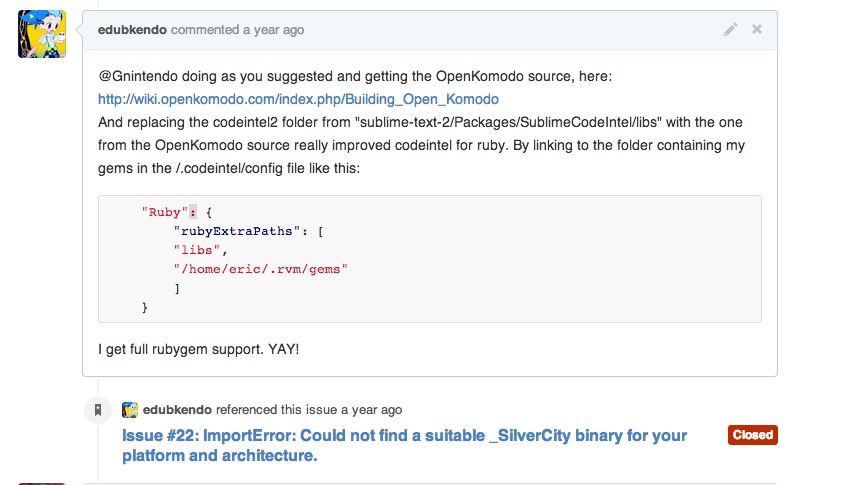 edubkendo commented a year ago
@Gnintendo doing as you suggested and getting the OpenKomodo source, here:
http://wiki.openkomodo.com/index.php/Building_Open_Komodo
And replacing the codeintel2 folder from "sublime-text-2/Packages/SublimeCodeIntel/libs" with the one
from the OpenKomodo source really improved codeintel for ruby. By linking to the folder containing my
gems in the /.codeintel/config file like this:
"Ruby": {
"rubyExtraPaths": [
"libs",
"/home/eric/.rvm/gems"
]
}
I get full rubygem support. YAY!
edubkendo referenced this issue a year ago
Issue #22: ImportError: Could not find a suitable _SilverCity binary for your
platform and architecture.
Closed